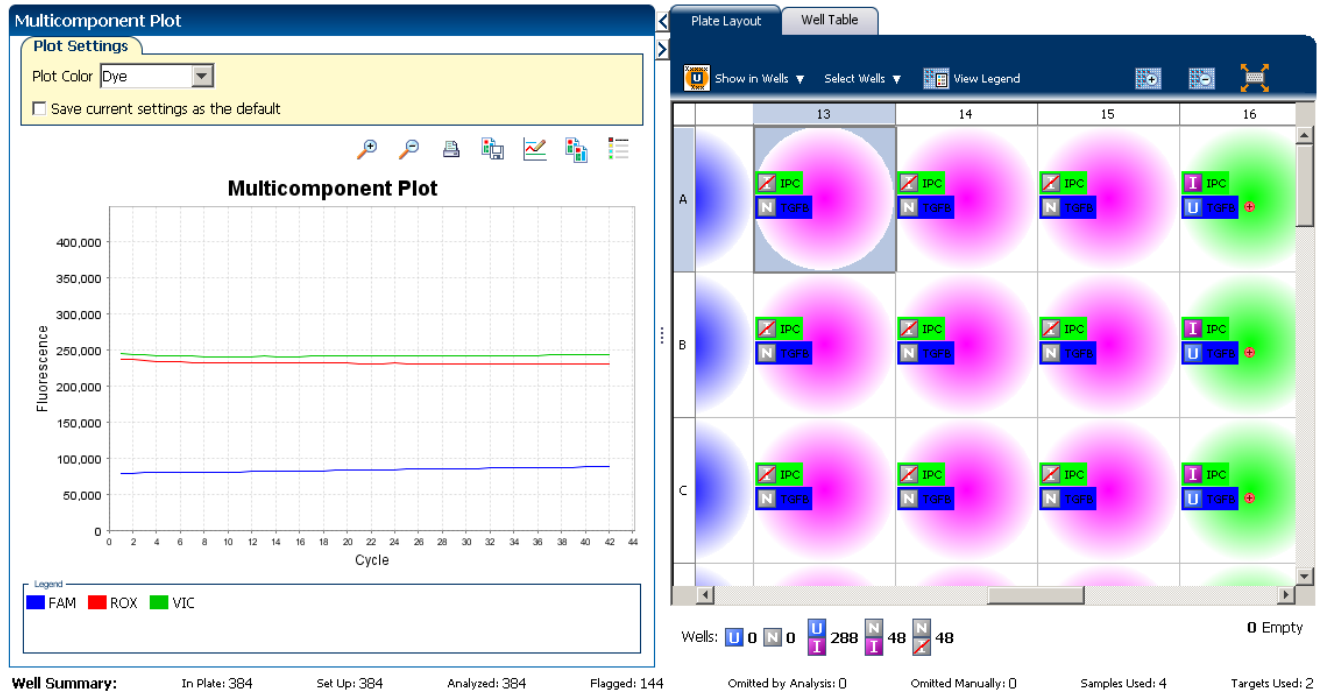 Multicomponent Plot
Plot Settings
Plot Color Dye
Save current settings as the default
Multicomponent Plot
400,000
350,000
300,000
250,000
200,000
150,000
100,000
50,000
0
Fluorescence
0 2 4 6 8 10 12 14 16 18 20 22 24 26 28 30 32 34 36 38 40 42 44
Cycle
Legend
FAM ROX VIC
Plate Layout Well Table
U Show in Wells Select Wells View Legend
13 14 15 16
A
I IPC I IPC I IPC I IPC
N TGFB N TGFB N TGFB U TGFB
B
I IPC I IPC I IPC I IPC
N TGFB N TGFB N TGFB U TGFB
C
I IPC I IPC I IPC I IPC
N TGFB N TGFB N TGFB U TGFB
Wells: U 0 N 0 U I 288 N I 48 N I 48
0 Empty
Well Summary: In Plate: 384 Set Up: 384 Analyzed: 384 Flagged: 144 Omitted by Analysis: 0 Omitted Manually: 0 Samples Used: 4 Targets Used: 2